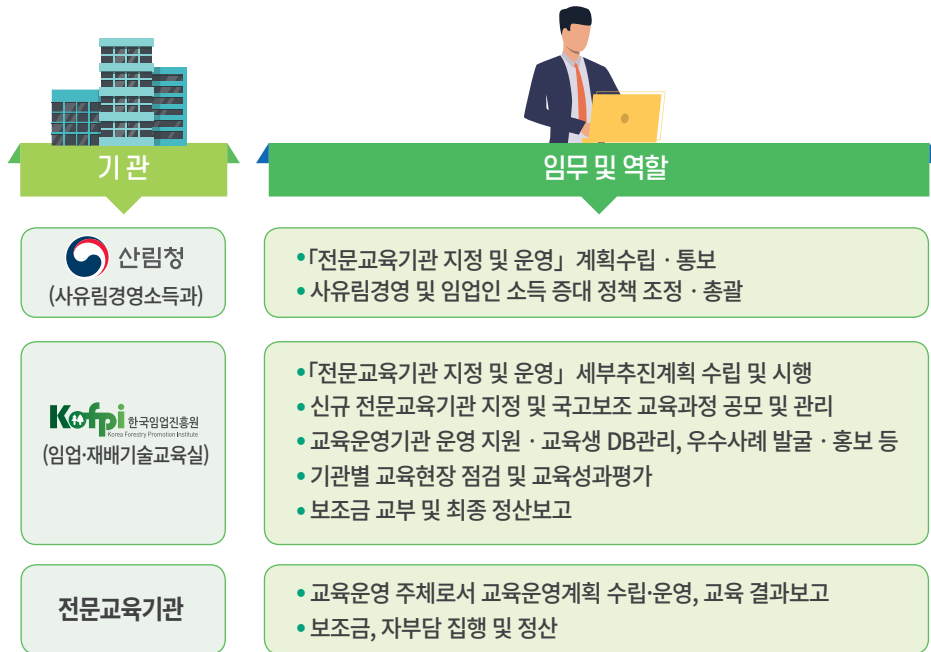 기 관
임무 및 역할
산림청
(사유림경영소득과)
•「전문교육기관 지정 및 운영」 계획수립 · 통보
• 사유림경영 및 임업인 소득 증대 정책 조정 · 총괄
Kofpi 한국임업진흥원
Korea Forestry Promotion Institute
(임업·재배기술교육실)
•「전문교육기관 지정 및 운영」 세부추진계획 수립 및 시행
• 신규 전문교육기관 지정 및 국고보조 교육과정 공모 및 관리
• 교육운영기관 운영 지원 · 교육생 DB관리, 우수사례 발굴 · 홍보 등
• 기관별 교육현장 점검 및 교육성과평가
• 보조금 교부 및 최종 정산보고
전문교육기관
• 교육운영 주체로서 교육운영계획 수립·운영, 교육 결과보고
• 보조금, 자부담 집행 및 정산